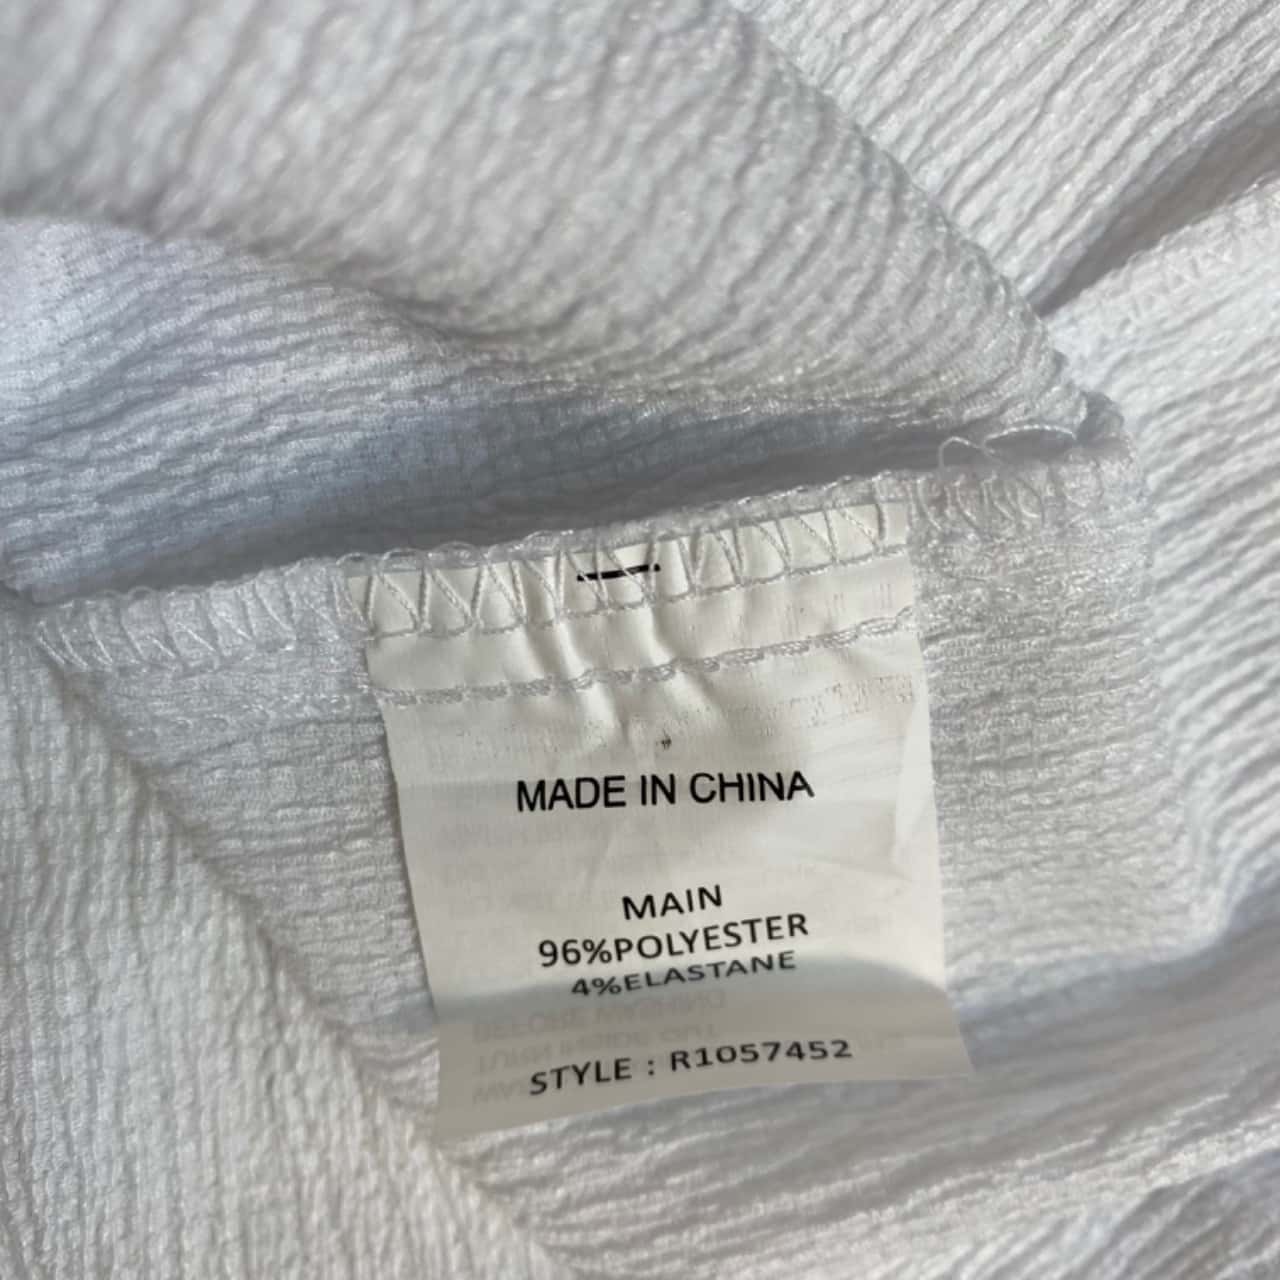 MADE IN CHINA
MAIN
96%POLYESTER
4%ELASTANE
STYLE : R1057452